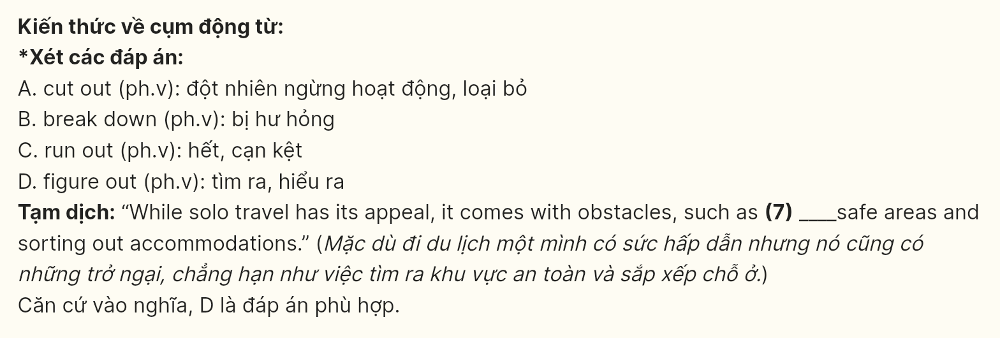 Kiến thức về cụm động từ:
*Xét các đáp án:
A. cut out (ph.v): đột nhiên ngừng hoạt động, loại bỏ
B. break down (ph.v): bị hư hỏng
C. run out (ph.v): hết, cạn kệt
D. figure out (ph.v): tìm ra, hiểu ra
Tạm dịch: “While solo travel has its appeal, it comes with obstacles, such as (7) ____safe areas and
sorting out accommodations.” (Mặc dù đi du lịch một mình có sức hấp dẫn nhưng nó cũng có
những trở ngại, chẳng hạn như việc tìm ra khu vực an toàn và sắp xếp chỗ ở.)
Căn cứ vào nghĩa, D là đáp án phù hợp.